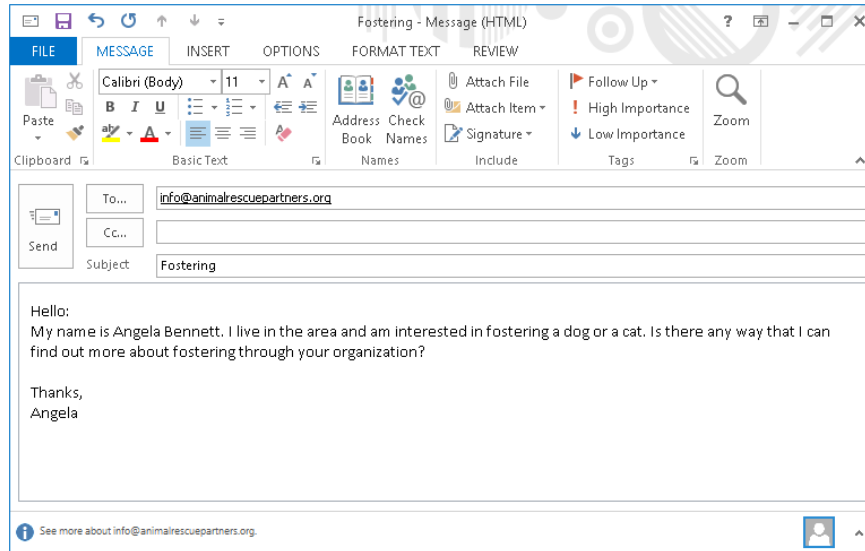 Fostering - Message (HTML)
?
FILE MESSAGE INSERT OPTIONS FORMAT TEXT REVIEW
Calibri (Body) 11 A A
Attach File
Follow Up
B I U
Attach Item
High Importance
Paste
aby A
Address Book
Check Names
@
Signature
Low Importance
Zoom
Clipboard Basic Text Names Include Tags Zoom
To... info@animalrescuepartners.org
Cc...
Send
Subject Fostering
Hello:
My name is Angela Bennett. I live in the area and am interested in fostering a dog or a cat. Is there any way that I can
find out more about fostering through your organization?
Thanks,
Angela
See more about info@animalrescuepartners.org.